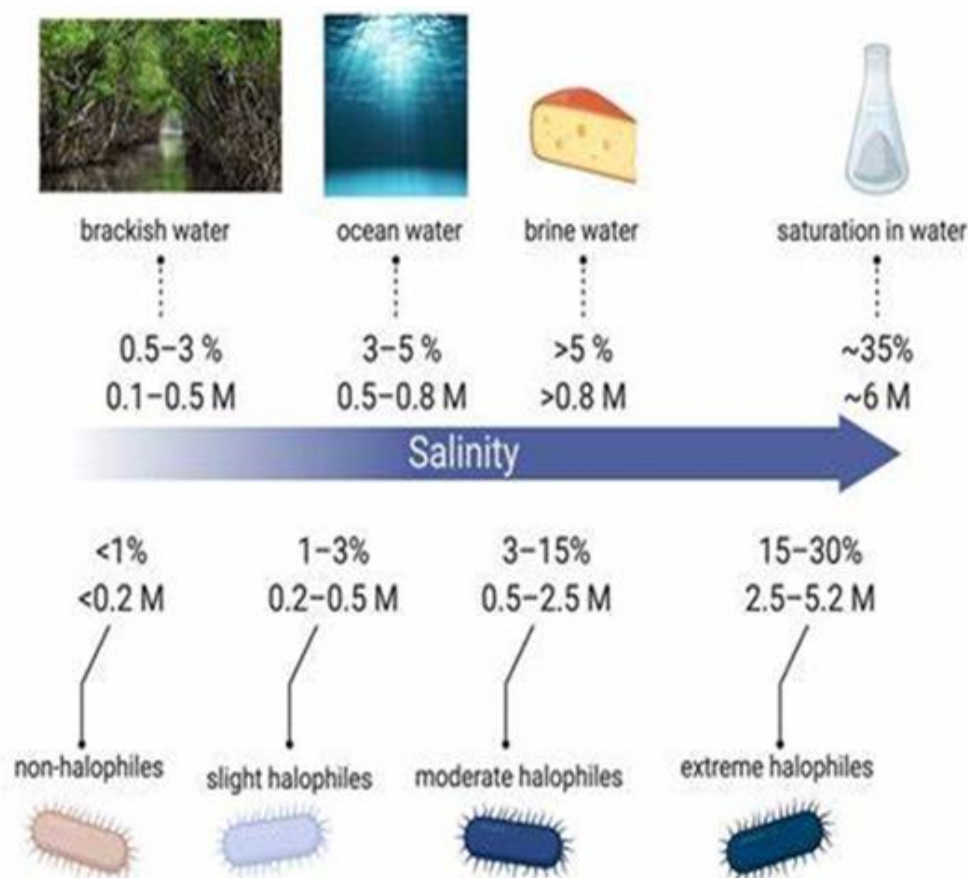 brackish water
ocean water
brine water
saturation in water
0.5–3 %
3–5 %
>5 %
~35%
0.1–0.5 M
0.5–0.8 M
>0.8 M
~6 M
Salinity
<1%
1–3%
3–15%
15–30%
<0.2 M
0.2–0.5 M
0.5–2.5 M
2.5–5.2 M
non-halophiles
slight halophiles
moderate halophiles
extreme halophiles